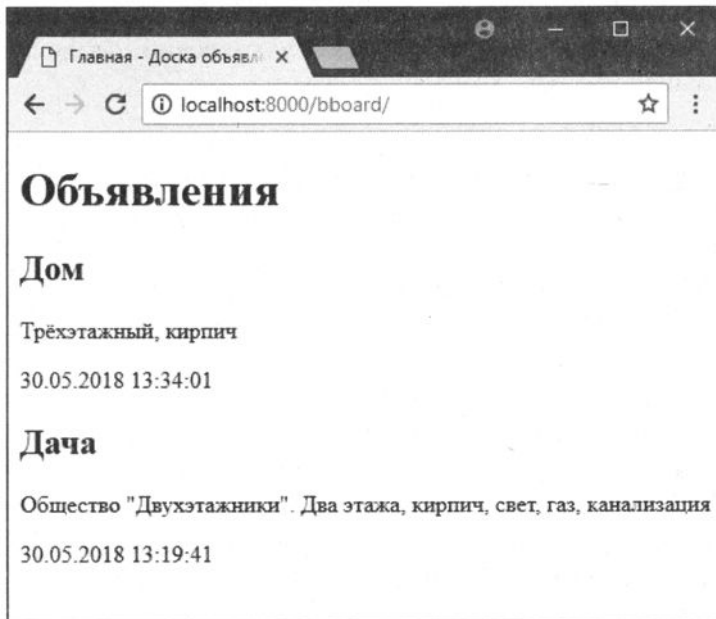 Главная - Доска объявл
localhost:8000/bboard/
Объявления
Дом
Трёхэтажный, кирпич
30.05.2018 13:34:01
Дача
Общество "Двухэтажники". Два этажа, кирпич, свет, газ, канализация
30.05.2018 13:19:41